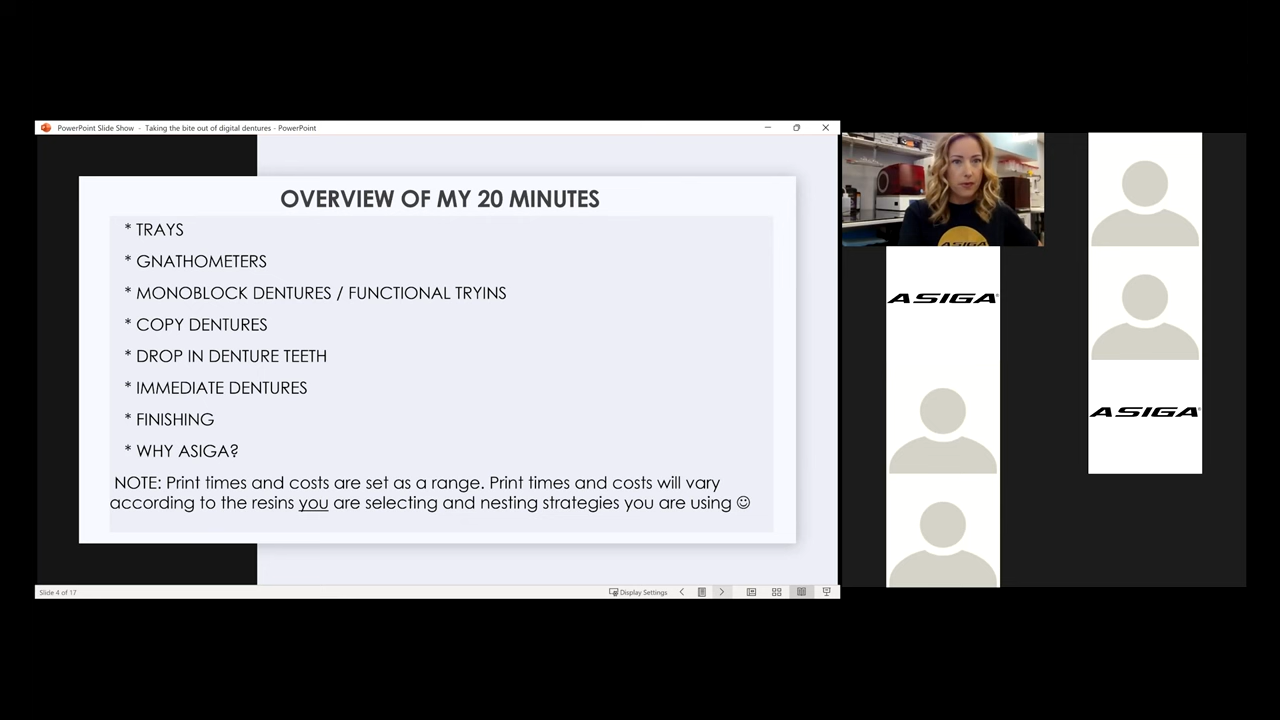 PowerPoint Slide Show - Taking the bite out of digital dentures - PowerPoint
OVERVIEW OF MY 20 MINUTES
* TRAYS
* GNATHOMETERS
* MONOBLOCK DENTURES / FUNCTIONAL TRYINS
* COPY DENTURES
* DROP IN DENTURE TEETH
* IMMEDIATE DENTURES
* FINISHING
* WHY ASIGA?
NOTE: Print times and costs are set as a range. Print times and costs will vary
according to the resins you are selecting and nesting strategies you are using ☺
Slide 4 of 17
Display Settings
ASIGA
ASIGA®
ASIGA®